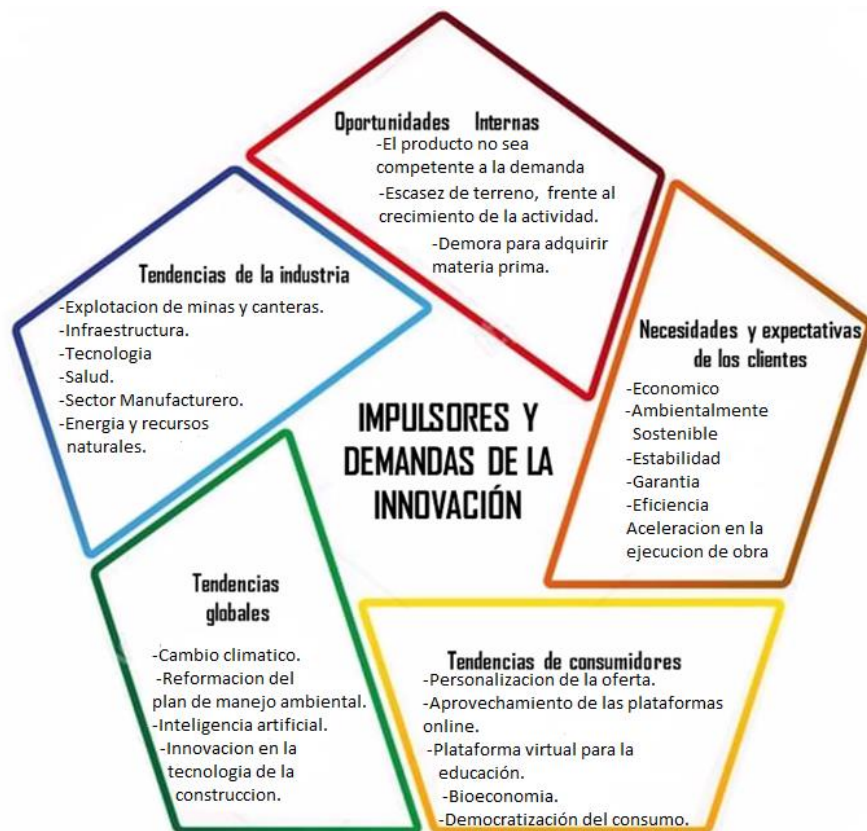 Oportunidades Internas
-El producto no sea
competente a la demanda
-Escasez de terreno, frente al
crecimiento de la actividad.
-Demora para adquirir
materia prima.
Tendencias de la industria
-Explotacion de minas y canteras.
-Infraestructura.
-Tecnologia
-Salud.
-Sector Manufacturero.
-Energia y recursos
naturales.
Necesidades y expectativas
de los clientes
-Economico
-Ambientalmente
Sostenible
-Estabilidad
-Garantia
-Eficiencia
Aceleracion en la
ejecucion de obra
IMPULSORES Y
DEMANDAS DE LA
INNOVACIÓN
Tendencias
globales
-Cambio climatico.
-Reformacion del
plan de manejo ambiental.
-Inteligencia artificial.
-Innovacion en la
tecnologia de la
construccion.
Tendencias de consumidores
-Personalizacion de la oferta.
-Aprovechamiento de las plataformas
online.
-Plataforma virtual para la
educación.
-Bioeconomia.
-Democratización del consumo.